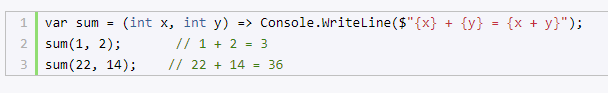 1 var sum = (int x, int y) => Console.WriteLine($"{x} + {y} = {x + y}");
2 sum(1, 2);       // 1 + 2 = 3
3 sum(22, 14);    // 22 + 14 = 36